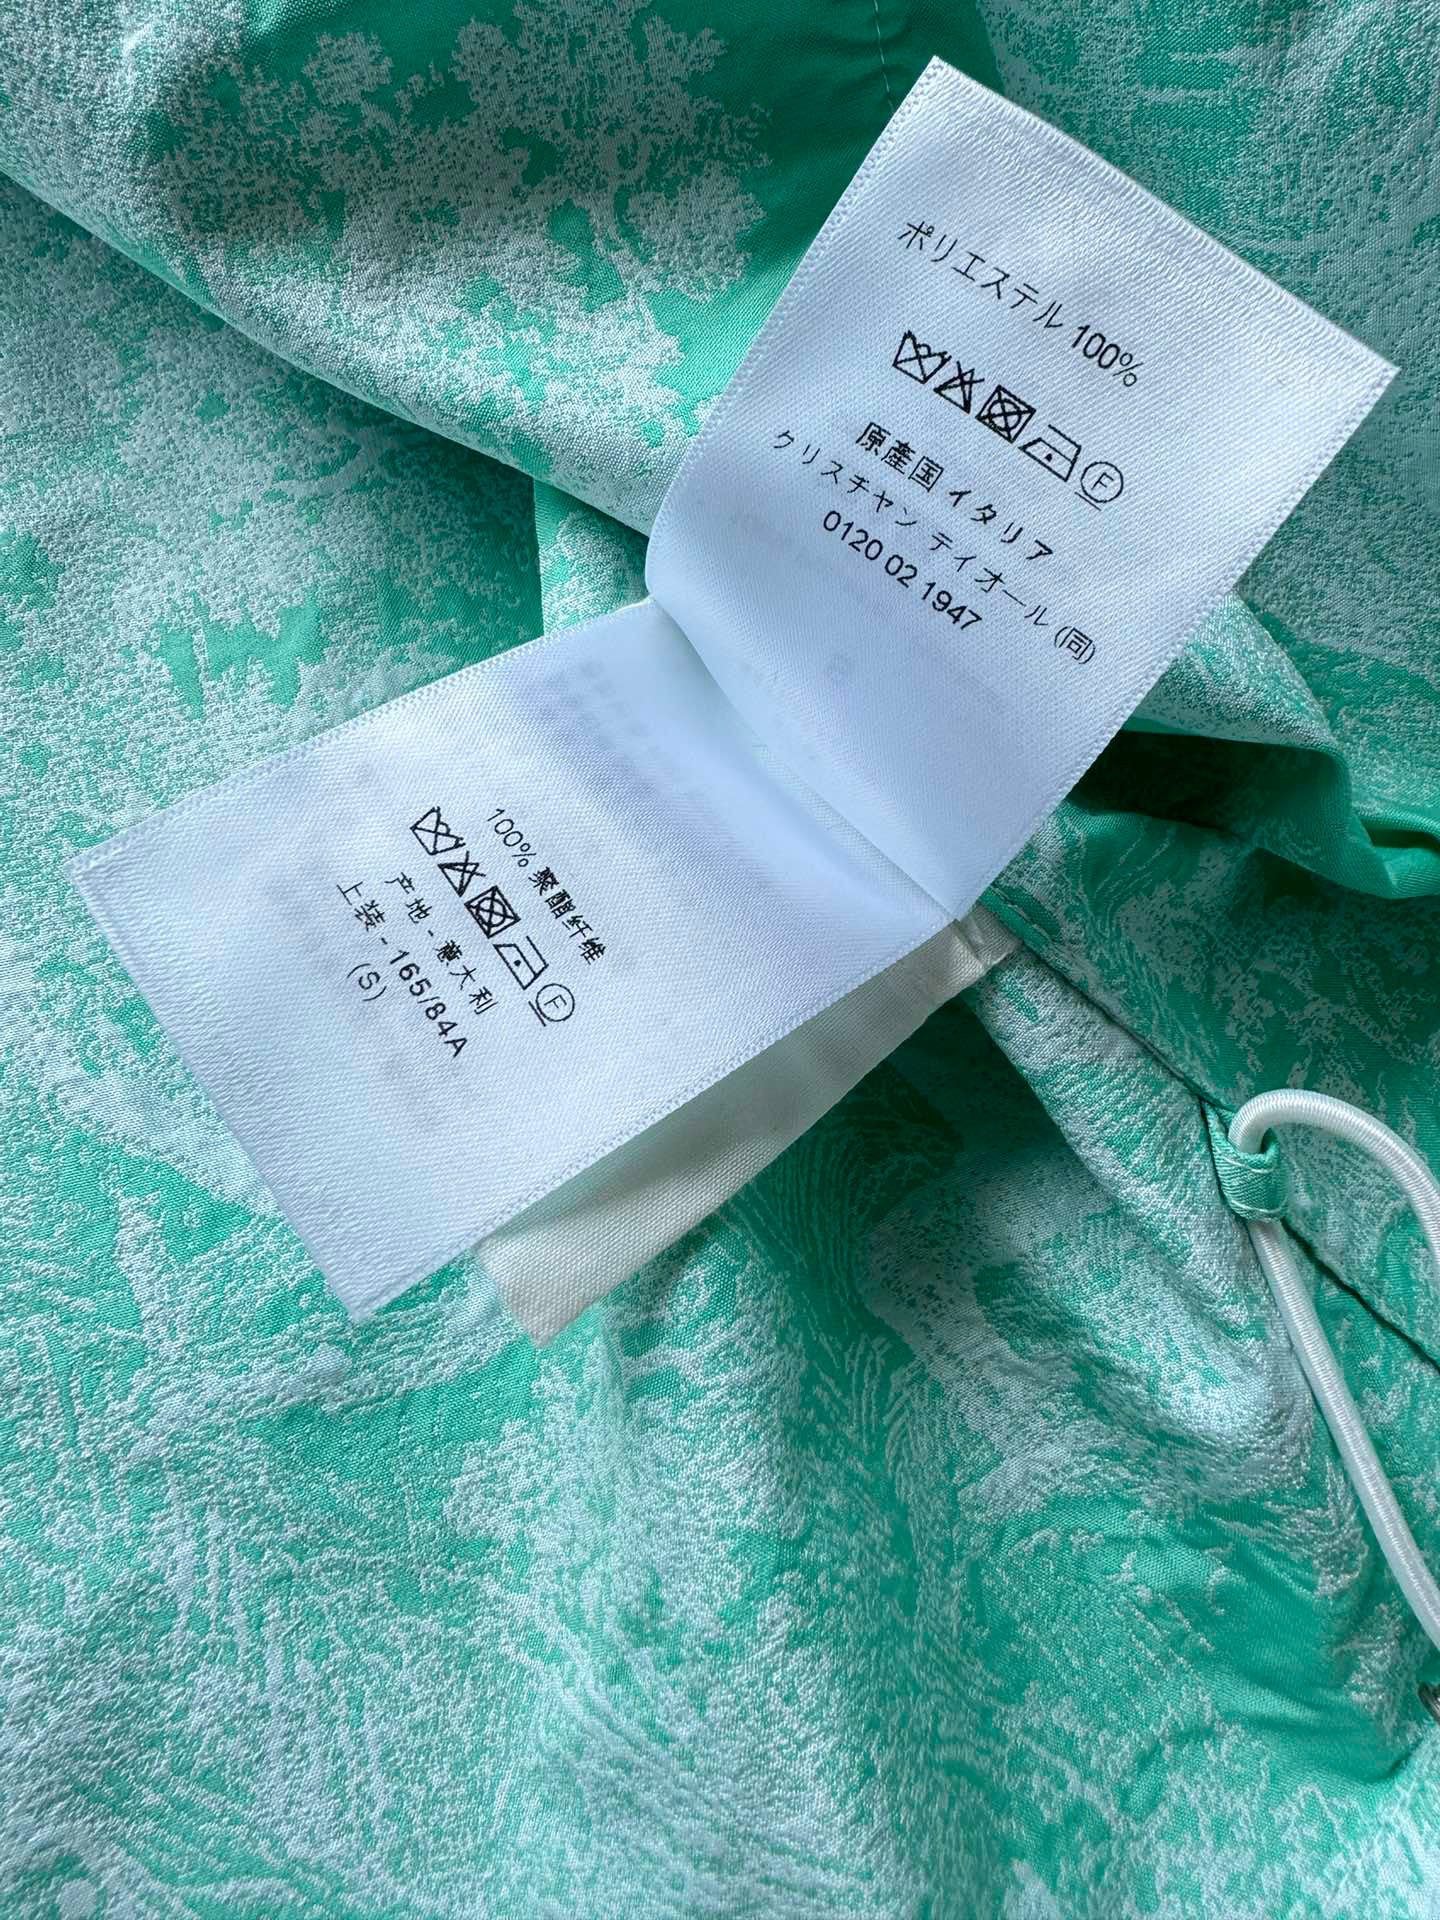 ポリエステル 100%
原産国 イタリア
クリスチャン ディオール (同)
0120 02 1947
100% 聚酯纤维
产地 - 意大利
上装 - 165/84A
(S)